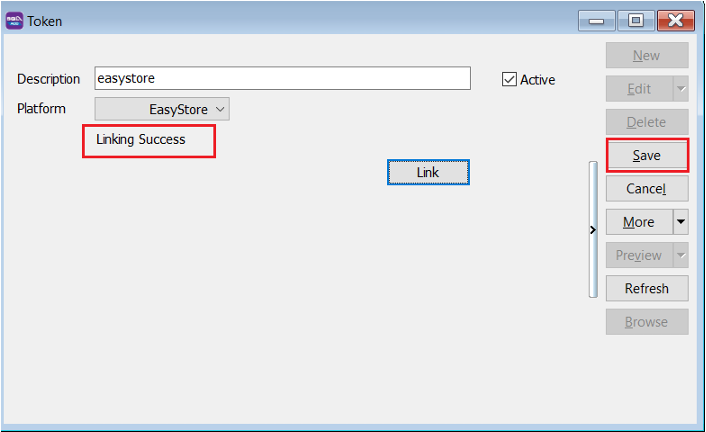 Token
Description easystore Active
Platform EasyStore
Linking Success
Link
New
Edit
Delete
Save
Cancel
More
Preview
Refresh
Browse